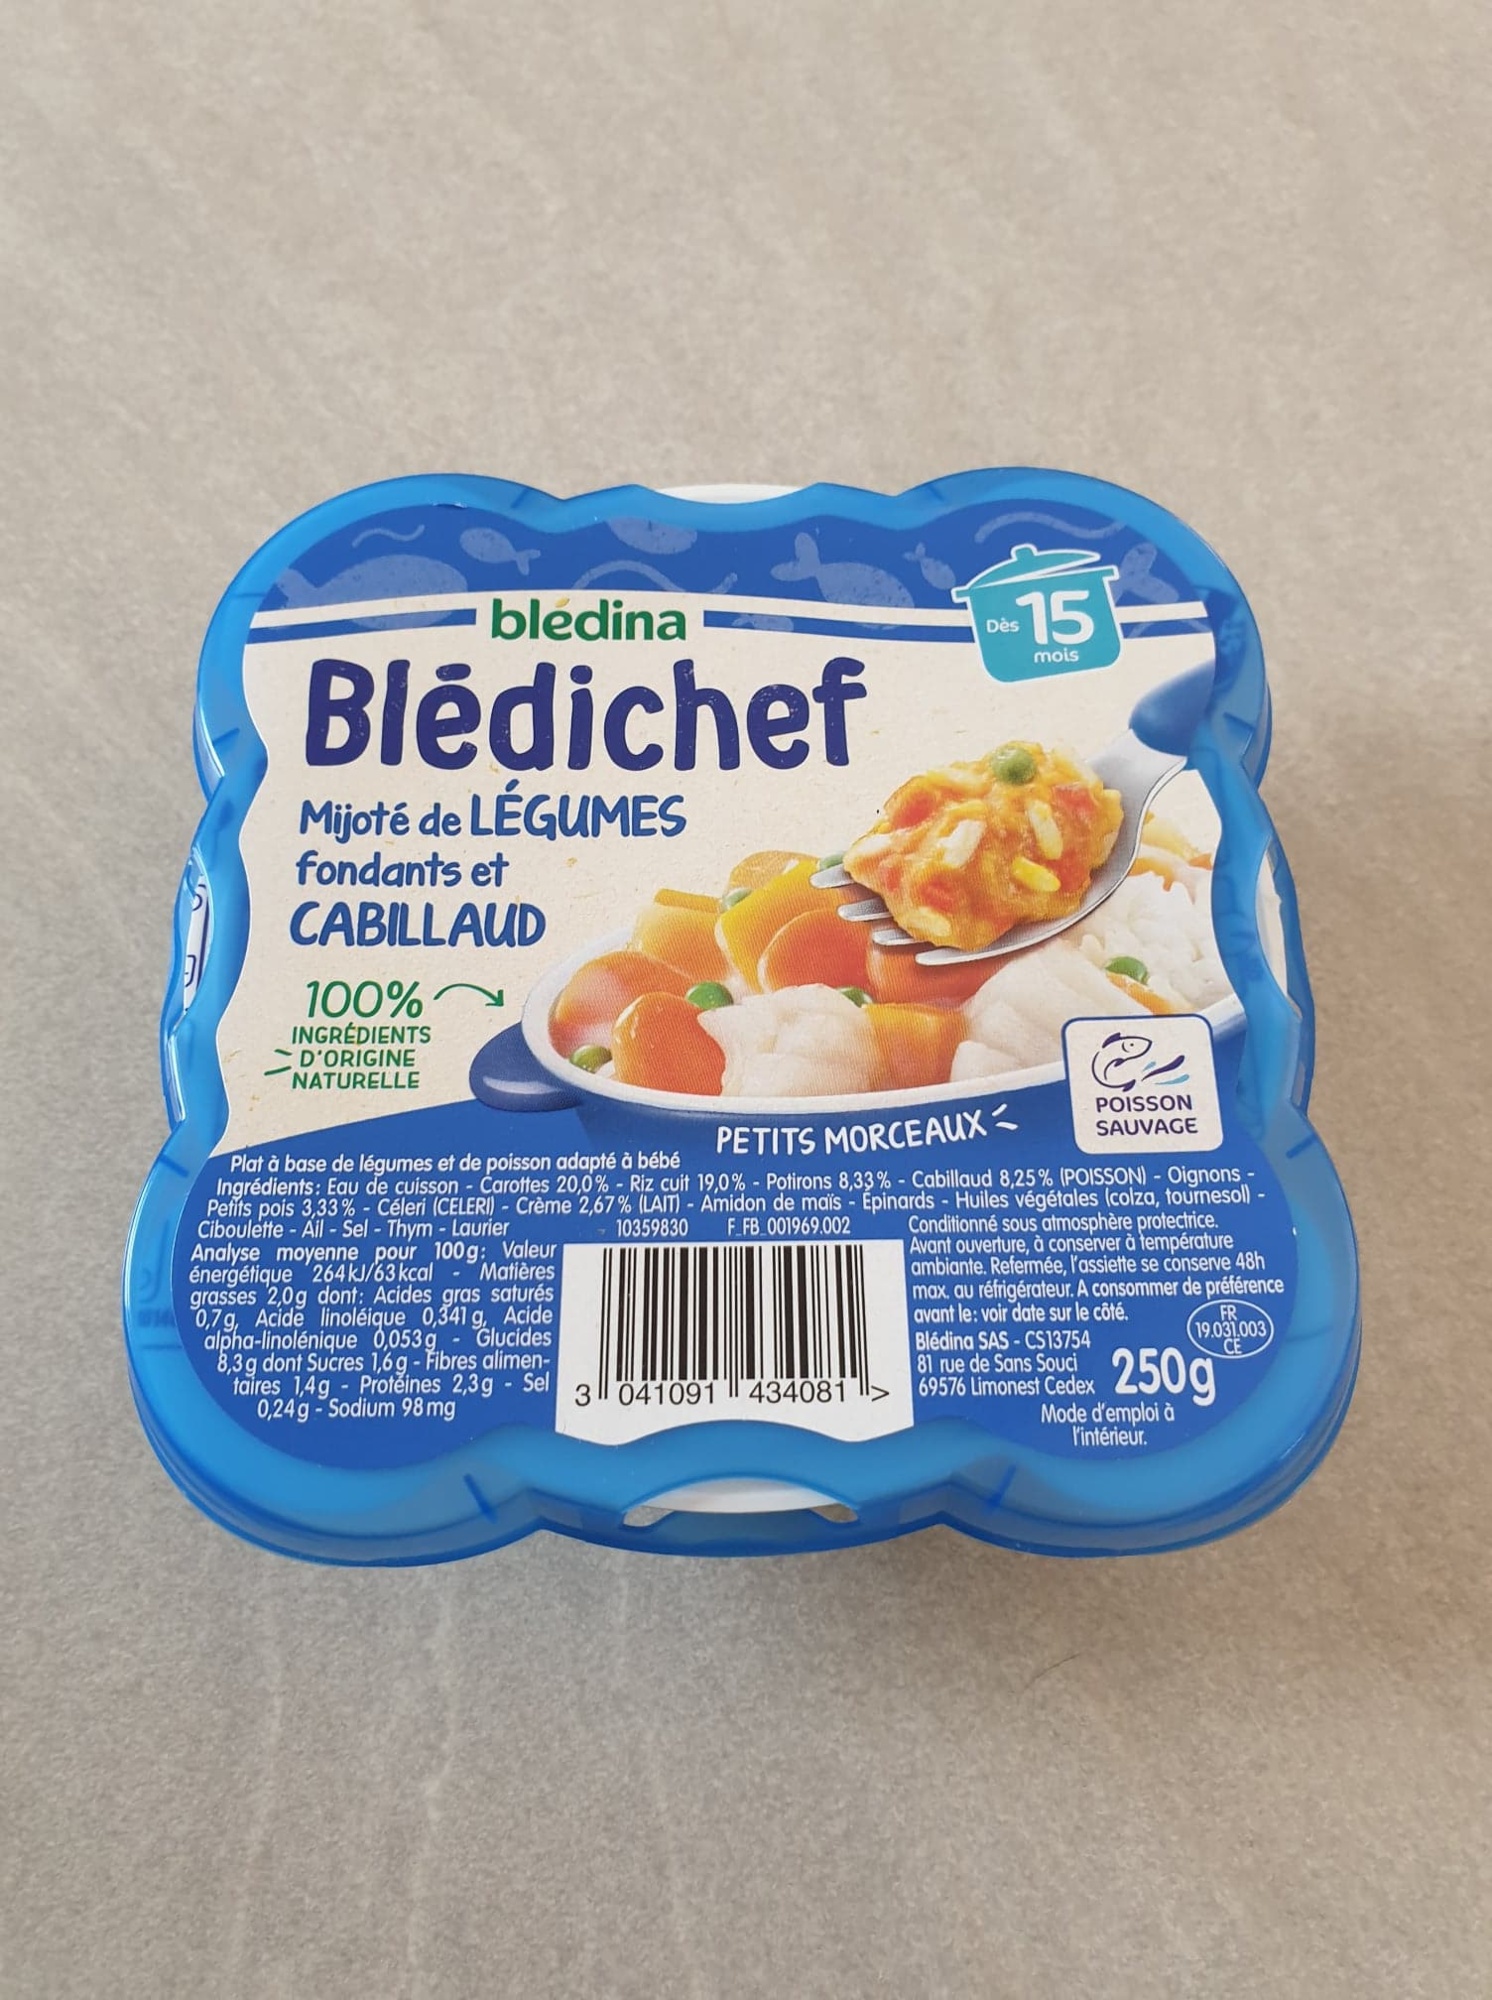 blédina
Blédichef
Dès 15
mois
Mijoté de LÉGUMES
fondants et
CABILLAUD
100%
INGRÉDIENTS
D'ORIGINE
NATURELLE
PETITS MORCEAUX
POISSON
SAUVAGE
Plat à base de légumes et de poisson adapté à bébé
Ingrédients: Eau de cuisson - Carottes 20,0% - Riz cuit 19,0% - Potirons 8,33% - Cabillaud 8,25% (POISSON) - Oignons -
Petits pois 3,33% - Céleri (CELERI) - Crème 2,67% (LAIT) - Amidon de maïs - Épinards - Huiles végétales (colza, tournesol) -
Ciboulette - Ail - Sel - Thym - Laurier
10359830 F_FB_001969.002
Analyse moyenne pour 100g: Valeur
énergétique 264kJ/63kcal - Matières
grasses 2,0g dont: Acides gras saturés
0,7g, Acide linoléique 0,341g, Acide
alpha-linolénique 0,053g - Glucides
8,3g dont Sucres 1,6g - Fibres alimen-
taires 1,4g - Protéines 2,3g - Sel
0,24g - Sodium 98mg
3 041091 434081 >
Conditionné sous atmosphère protectrice.
Avant ouverture, à conserver à température
ambiante. Refermée, l'assiette se conserve 48h
max. au réfrigérateur. A consommer de préférence
avant le: voir date sur le côté.
Blédina SAS - CS13754
81 rue de Sans Souci
69576 Limonest Cedex
FR
19.031.003
CE
250g
Mode d'emploi à
l'intérieur.